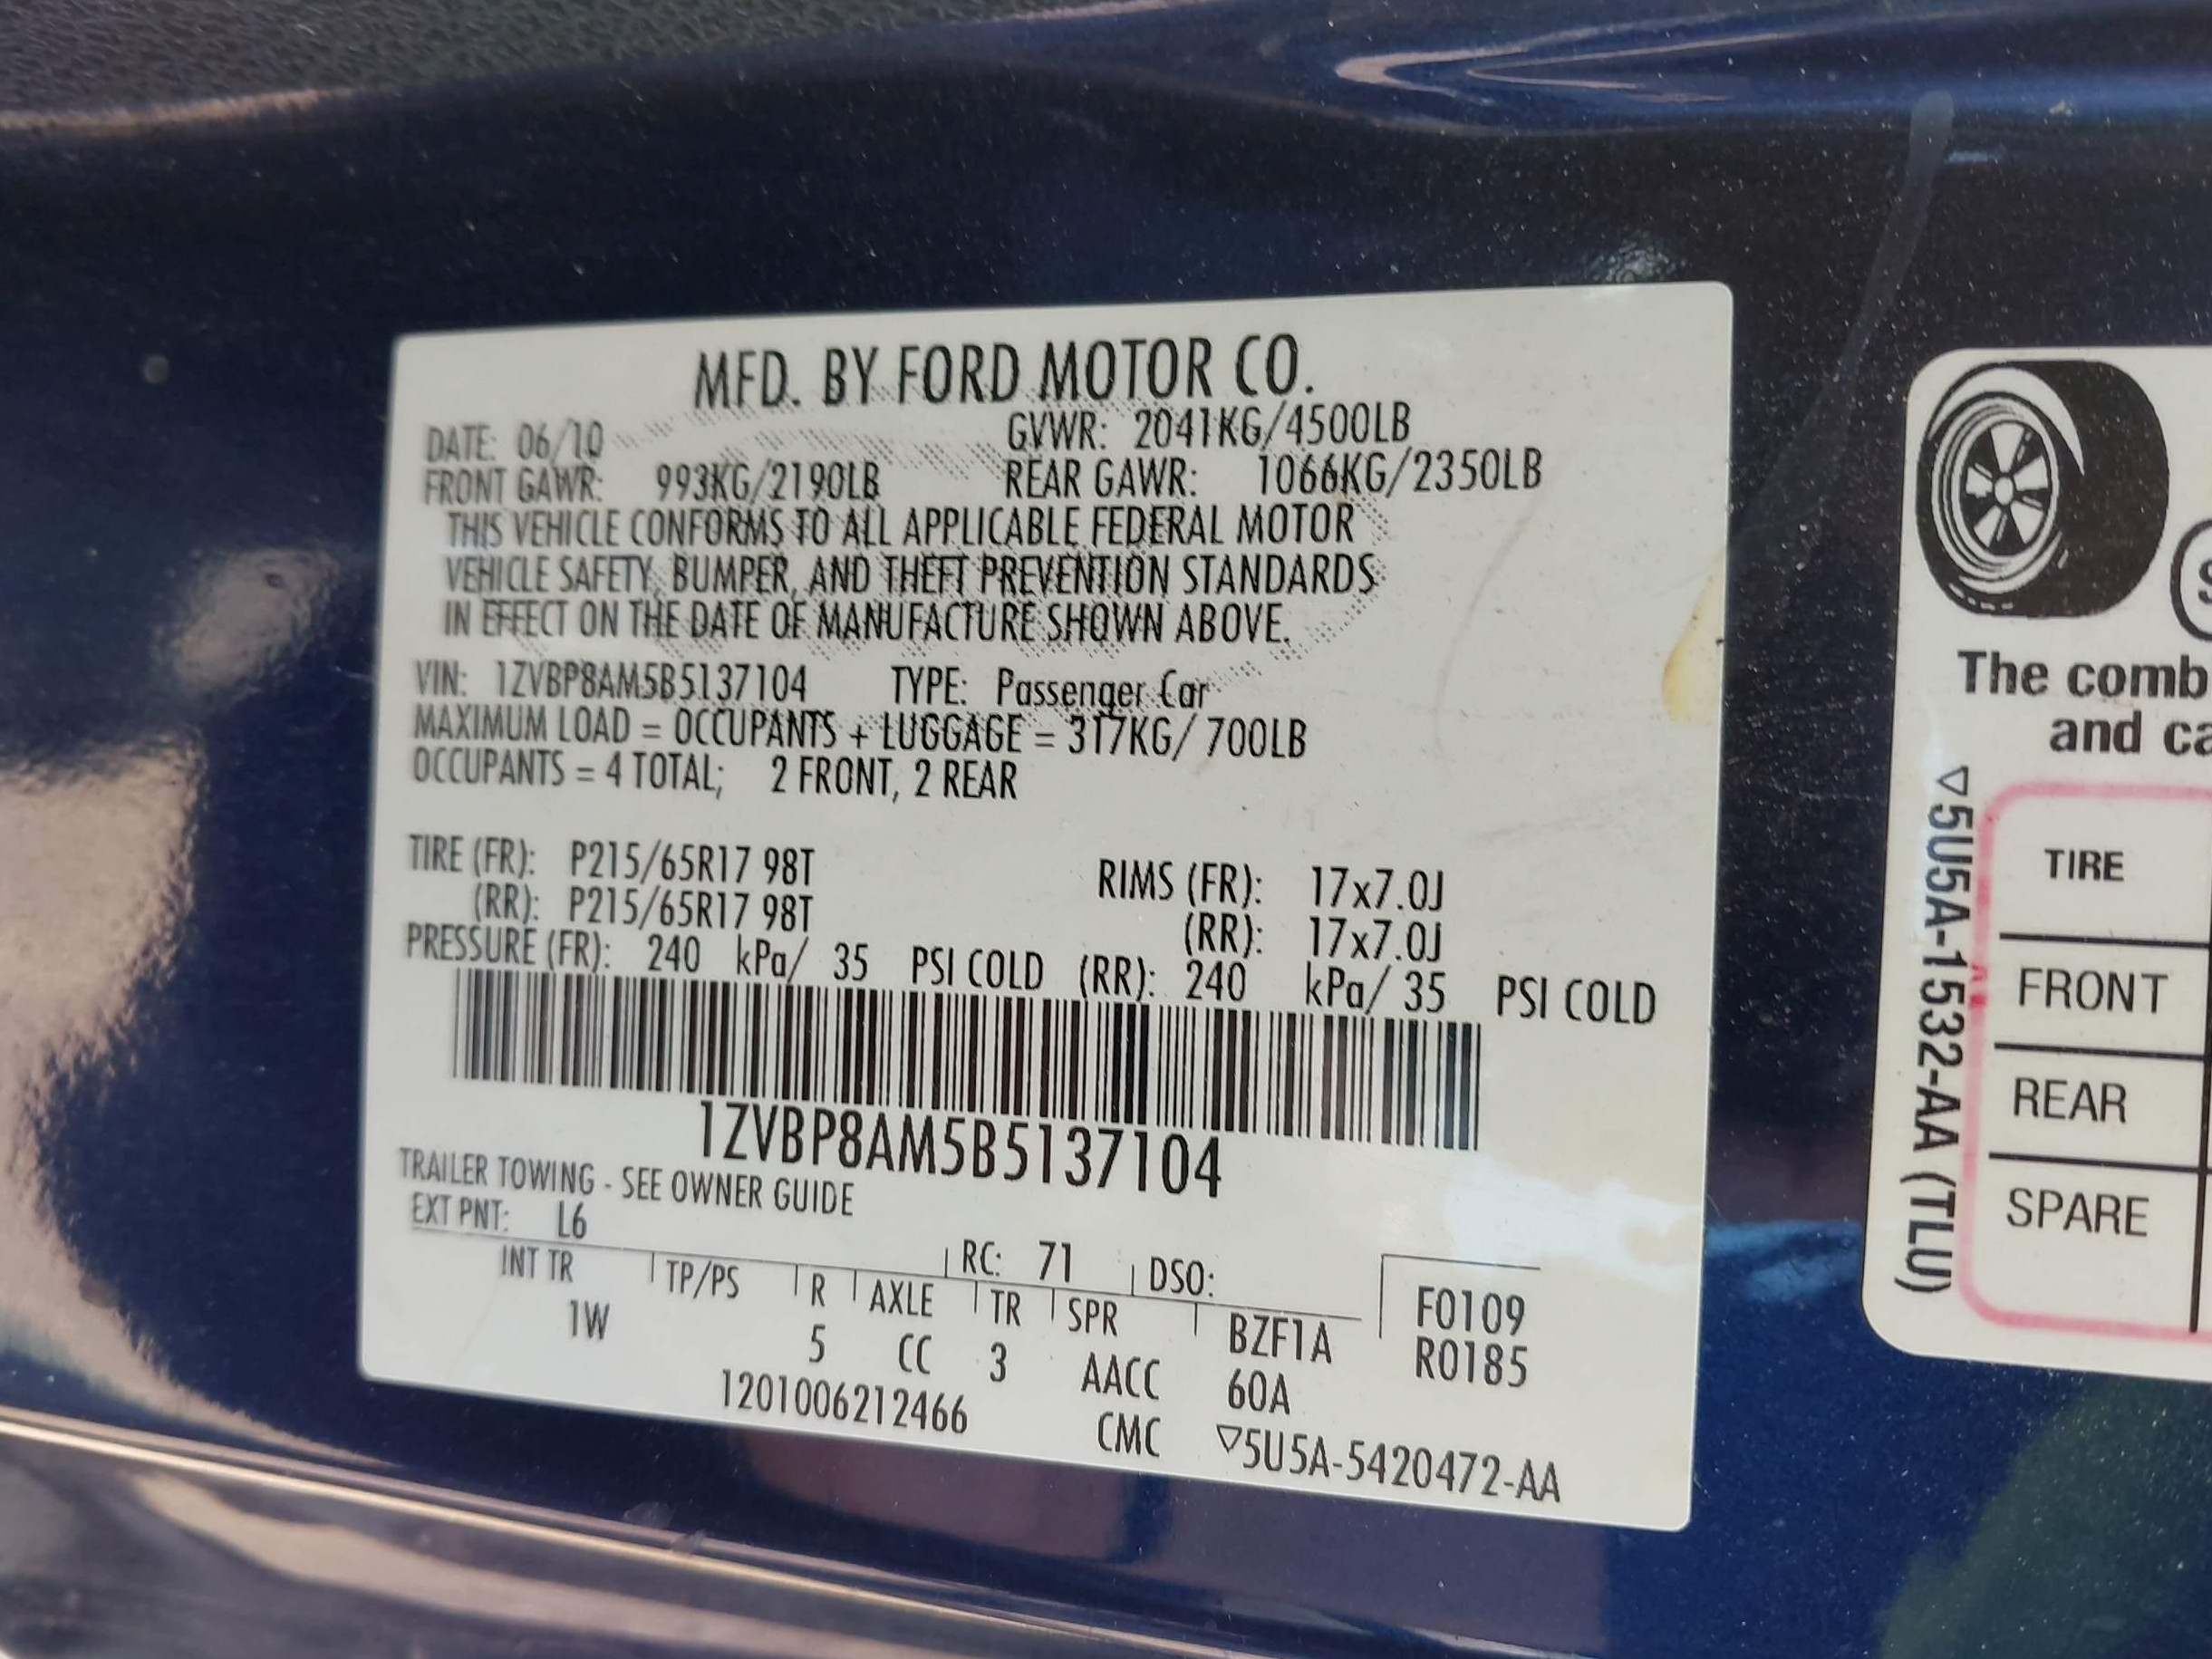 MFD. BY FORD MOTOR CO.
DATE: 06/10 GVWR: 2041KG/4500LB
FRONT GAWR: 993KG/2190LB REAR GAWR: 1066KG/2350LB
THIS VEHICLE CONFORMS TO ALL APPLICABLE FEDERAL MOTOR
VEHICLE SAFETY, BUMPER, AND THEFT PREVENTION STANDARDS
IN EFFECT ON THE DATE OF MANUFACTURE SHOWN ABOVE.
VIN: 1ZVBP8AM5B5137104 TYPE: Passenger Car
MAXIMUM LOAD = OCCUPANTS + LUGGAGE = 317KG/ 700LB
OCCUPANTS = 4 TOTAL; 2 FRONT, 2 REAR
TIRE (FR): P215/65R17 98T RIMS (FR): 17x7.0J
(RR): P215/65R17 98T (RR): 17x7.0J
PRESSURE (FR): 240 kPa/ 35 PSI COLD (RR): 240 kPa/ 35 PSI COLD
1ZVBP8AM5B5137104
TRAILER TOWING - SEE OWNER GUIDE
EXT PNT: L6 RC: 71 DSO:
INT TR TP/PS R AXLE TR SPR BZF1A F0109
1W 5 CC 3 AACC 60A R0185
1201006212466 CMC ▽5U5A-5420472-AA
The comb
and ca
▽5U5A-1532-AA (TLU)
TIRE
FRONT
REAR
SPARE